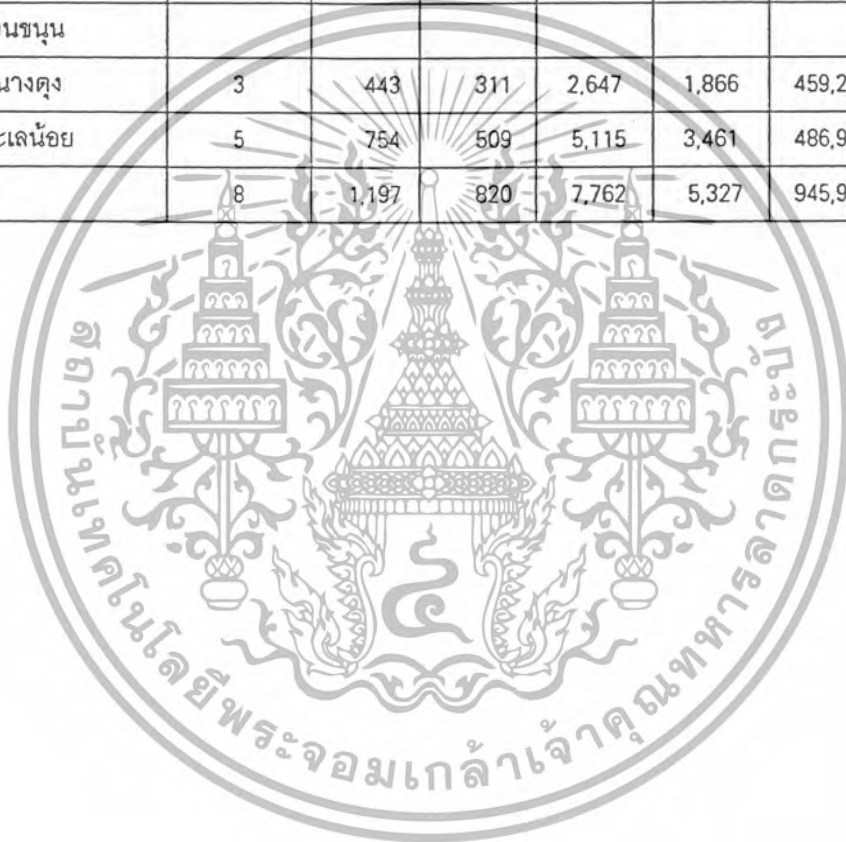 นขนุน
นางตุง 3 443 311 2,647 1,866 459,2
ะเลน้อย 5 754 509 5,115 3,461 486,9
8 1,197 820 7,762 5,327 945,9
สถาบันเทคโนโลยีพระจอมเกล้าเจ้าคุณทหารลาดกระบัง